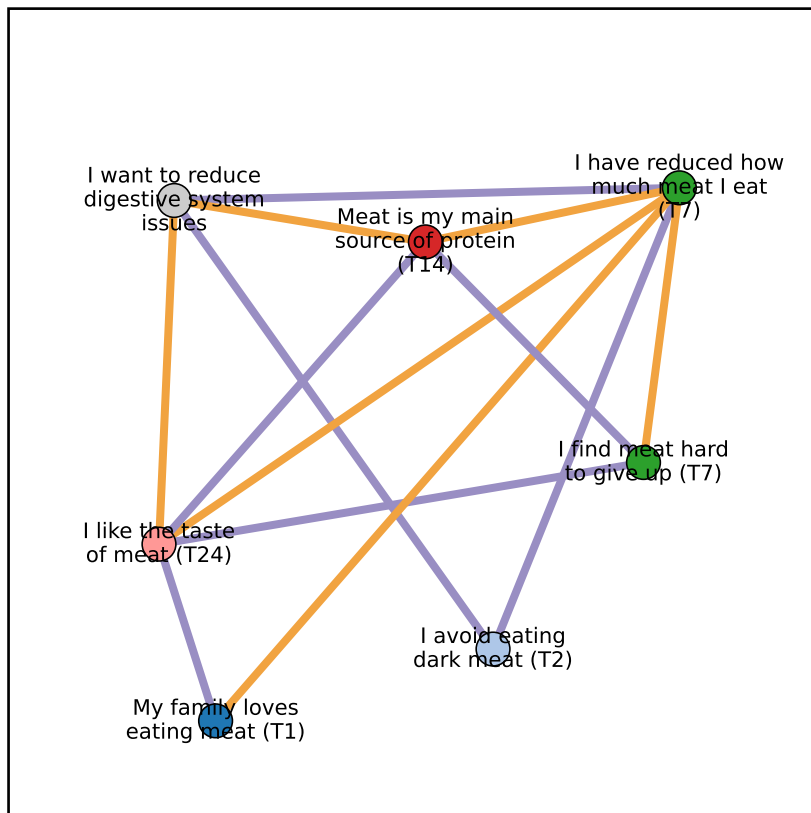 I want to reduce
digestive system
issues
Meat is my main
source of protein
(T14)
I have reduced how
much meat I eat
(T7)
I find meat hard
to give up (T7)
I like the taste
of meat (T24)
I avoid eating
dark meat (T2)
My family loves
eating meat (T1)